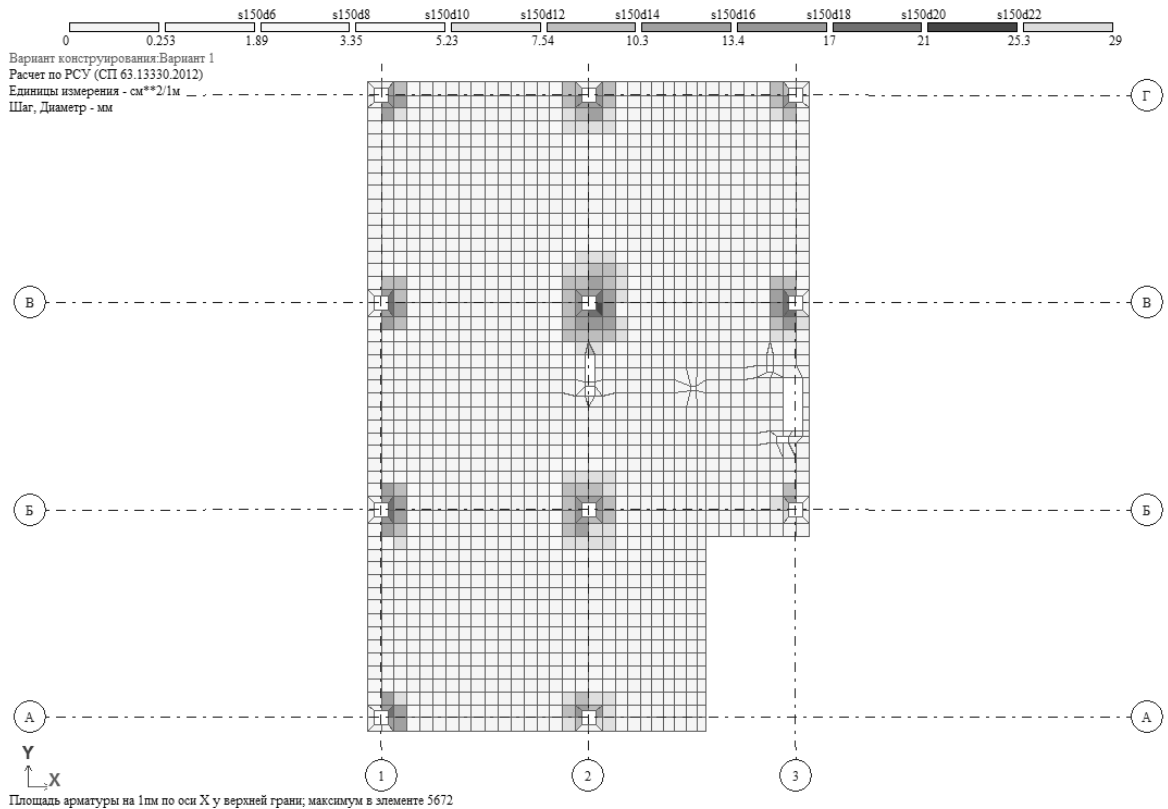 s150d6 s150d8 s150d10 s150d12 s150d14 s150d16 s150d18 s150d20 s150d22
0 0.253 1.89 3.35 5.23 7.54 10.3 13.4 17 21 25.3 29
Вариант конструирования:Вариант 1
Расчет по РСУ (СП 63.13330.2012)
Единицы измерения - см**2/1м
Шаг, Диаметр - мм
Г
В В
Б Б
А А
Y
X
1 2 3
Площадь арматуры на 1пм по оси X у верхней грани; максимум в элементе 5672